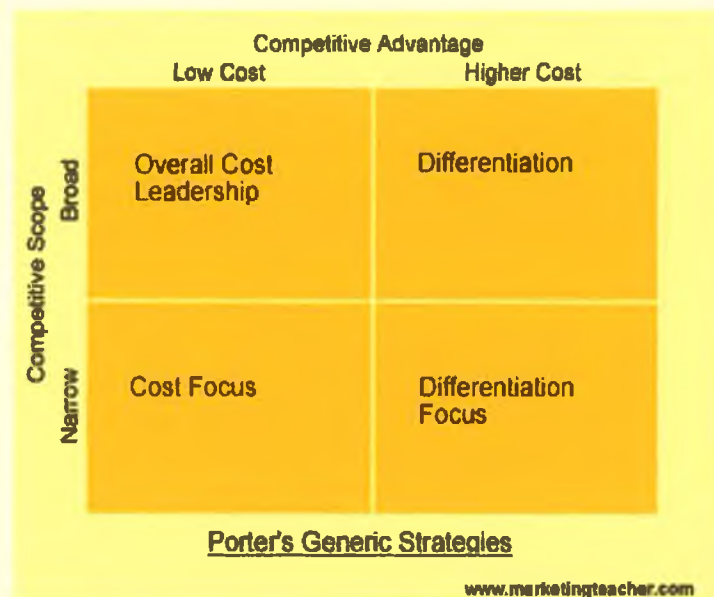 Competitive Advantage
Low Cost
Higher Cost
Competitive Scope
Broad
Overall Cost
Leadership
Differentiation
Narrow
Cost Focus
Differentiation
Focus
Porter's Generic Strategies
www.marketingteacher.com